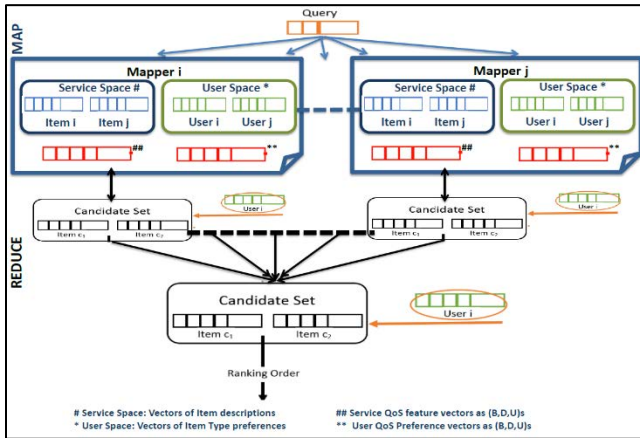 Query
MAP
Mapper i
Mapper j
Service Space #
User Space *
Service Space #
User Space *
Item i
Item j
User i
User j
Item i
Item j
User i
User j
##
**
##
**
REDUCE
Candidate Set
User i
Candidate Set
User i
Item c₁
Item c₂
Item c₁
Item c₂
Candidate Set
Item c₁
Item c₂
User i
Ranking Order
# Service Space: Vectors of Item descriptions
## Service QoS feature vectors as (B,D,U)s
* User Space: Vectors of Item Type preferences
** User QoS Preference vectors as (B,D,U)s